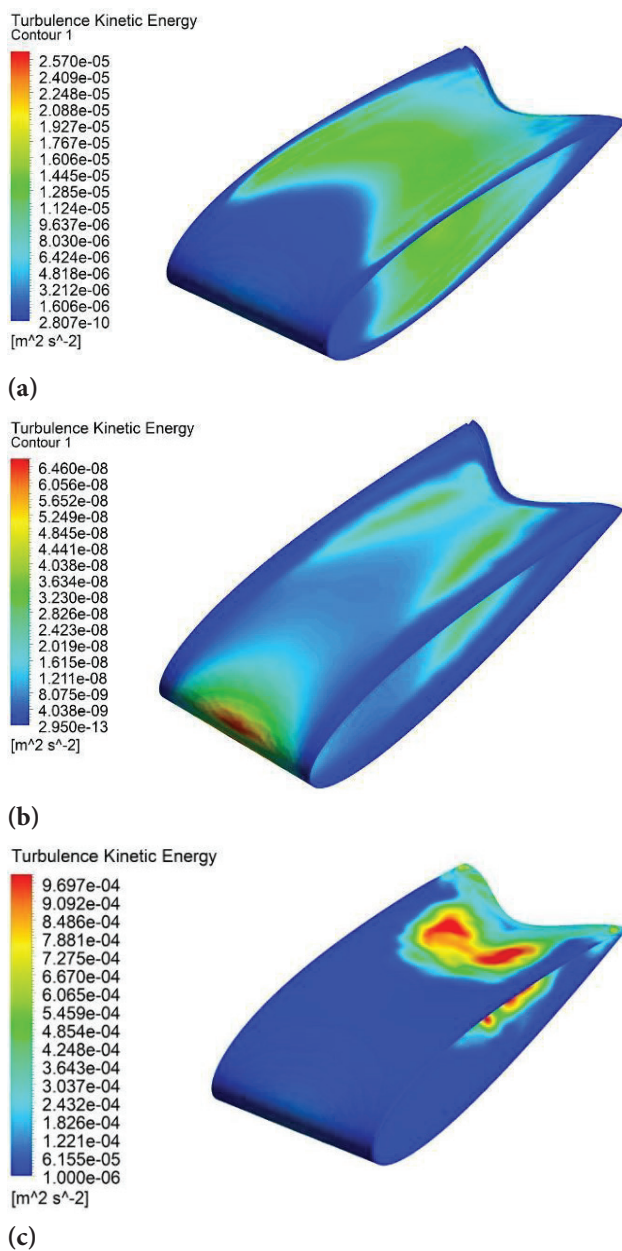 Turbulence Kinetic Energy
Contour 1
2.570e-05
2.409e-05
2.248e-05
2.088e-05
1.927e-05
1.767e-05
1.606e-05
1.445e-05
1.285e-05
1.124e-05
9.637e-06
8.030e-06
6.424e-06
4.818e-06
3.212e-06
1.606e-06
2.807e-10
[m^2 s^-2]
(a)
Turbulence Kinetic Energy
Contour 1
6.460e-08
6.056e-08
5.652e-08
5.249e-08
4.845e-08
4.441e-08
4.038e-08
3.634e-08
3.230e-08
2.826e-08
2.423e-08
2.019e-08
1.615e-08
1.211e-08
8.075e-09
4.038e-09
2.950e-13
[m^2 s^-2]
(b)
Turbulence Kinetic Energy
9.697e-04
9.092e-04
8.486e-04
7.881e-04
7.275e-04
6.670e-04
6.065e-04
5.459e-04
4.854e-04
4.248e-04
3.643e-04
3.037e-04
2.432e-04
1.826e-04
1.221e-04
6.155e-05
1.000e-06
[m^2 s^-2]
(c)